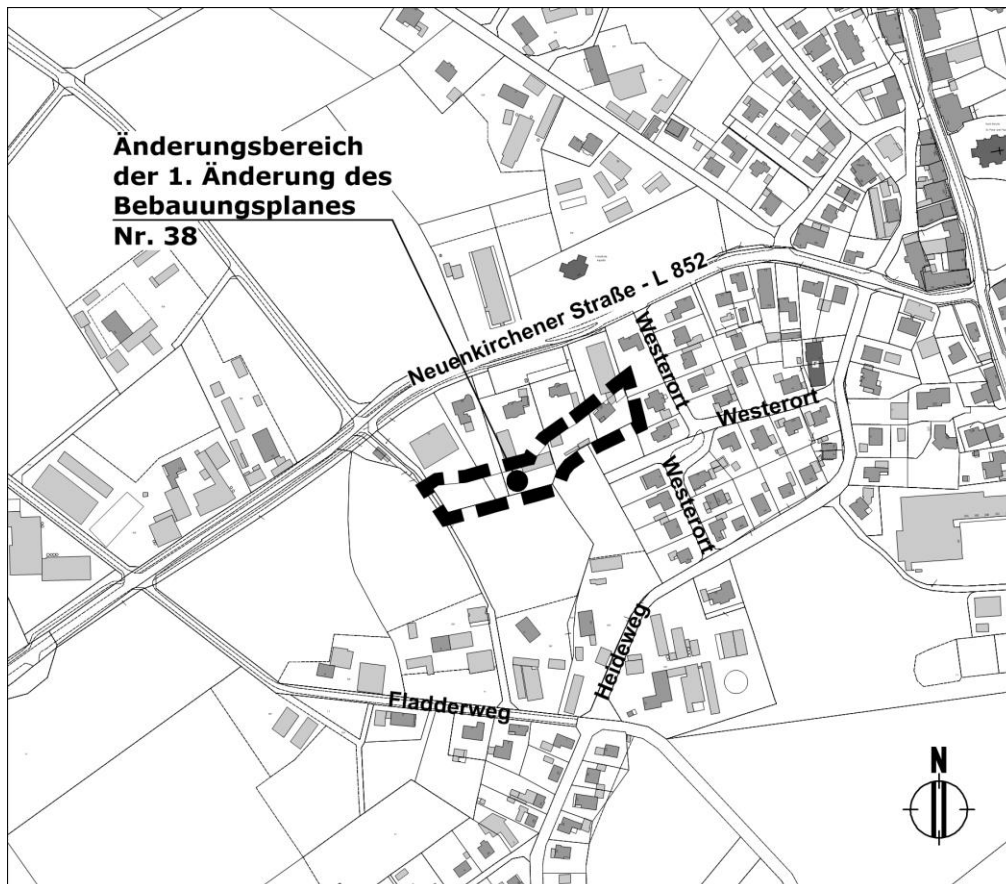 Änderungsbereich
der 1. Änderung des
Bebauungsplanes
Nr. 38
Neuenkirchener Straße - L 852
Westerort
Westerort
Westerort
Heideweg
Fladderweg
N